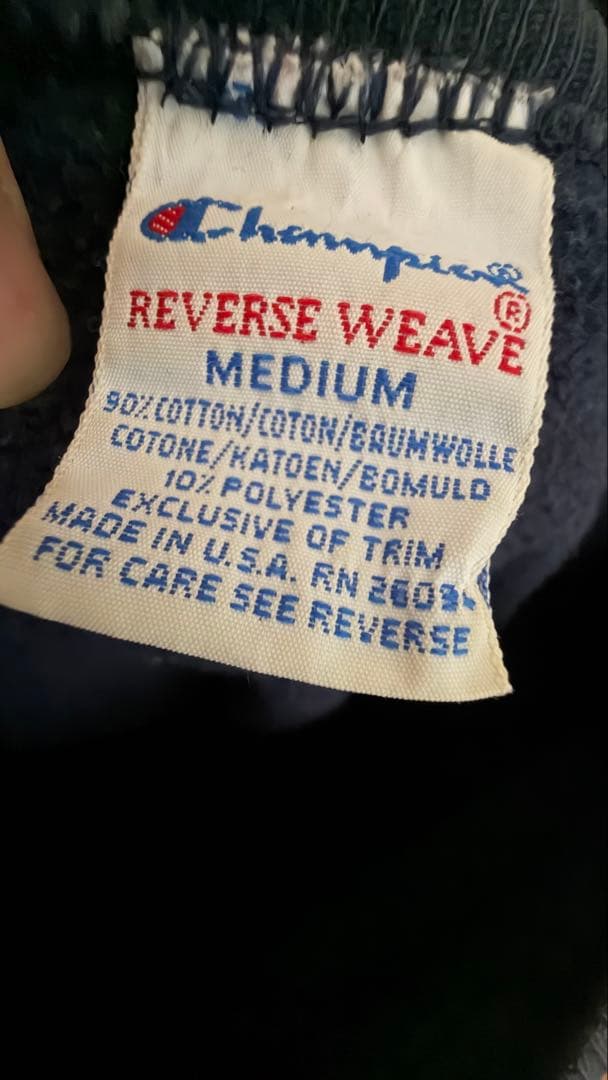 Champion®
REVERSE WEAVE®
MEDIUM
90% COTTON/COTON/BAUMWOLLE
COTONE/KATOEN/BOMULD
10% POLYESTER
EXCLUSIVE OF TRIM
MADE IN U.S.A. RN
FOR CARE SEE REVERSE